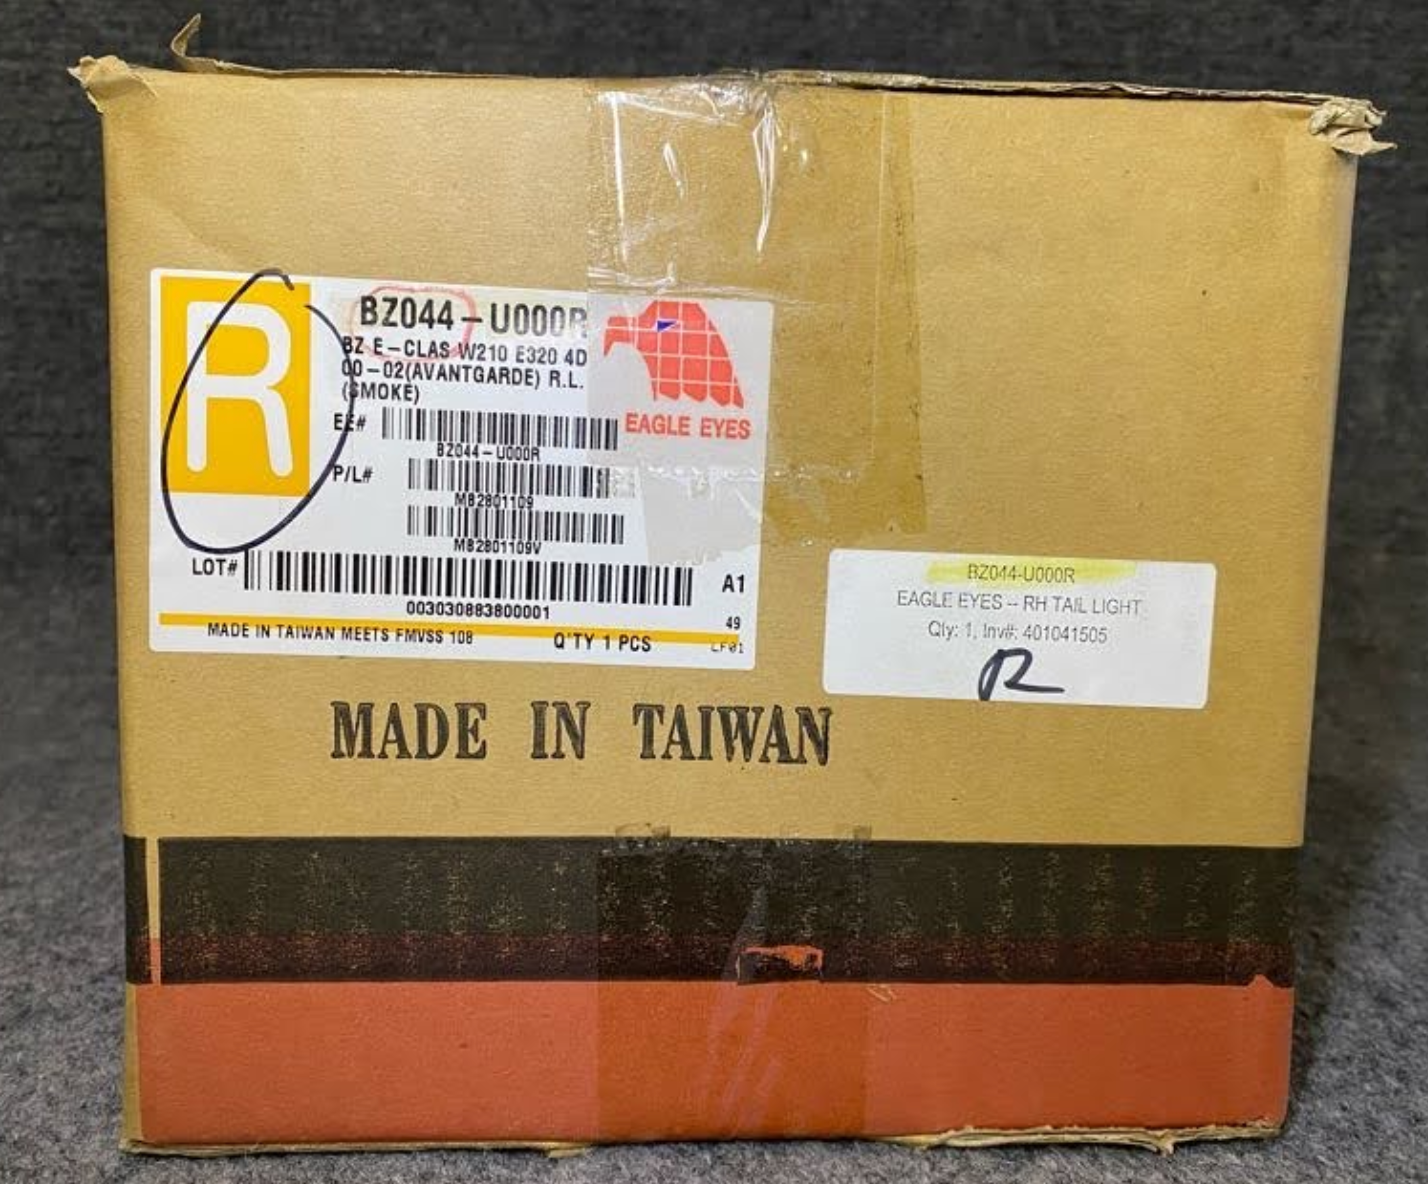 R
BZ044-U000R
BZ E-CLAS W210 E320 4D
00-02(AVANTGARDE) R.L.
(SMOKE)
EAGLE EYES
EE#
BZ044-U000R
P/L#
MB2801109
MB2801109V
LOT#
003030883800001
A1
49
MADE IN TAIWAN MEETS FMVSS 108
Q'TY 1 PCS
LF01
BZ044-U000R
EAGLE EYES -- RH TAIL LIGHT
Qly: 1, Inv#: 401041505
R
MADE IN TAIWAN